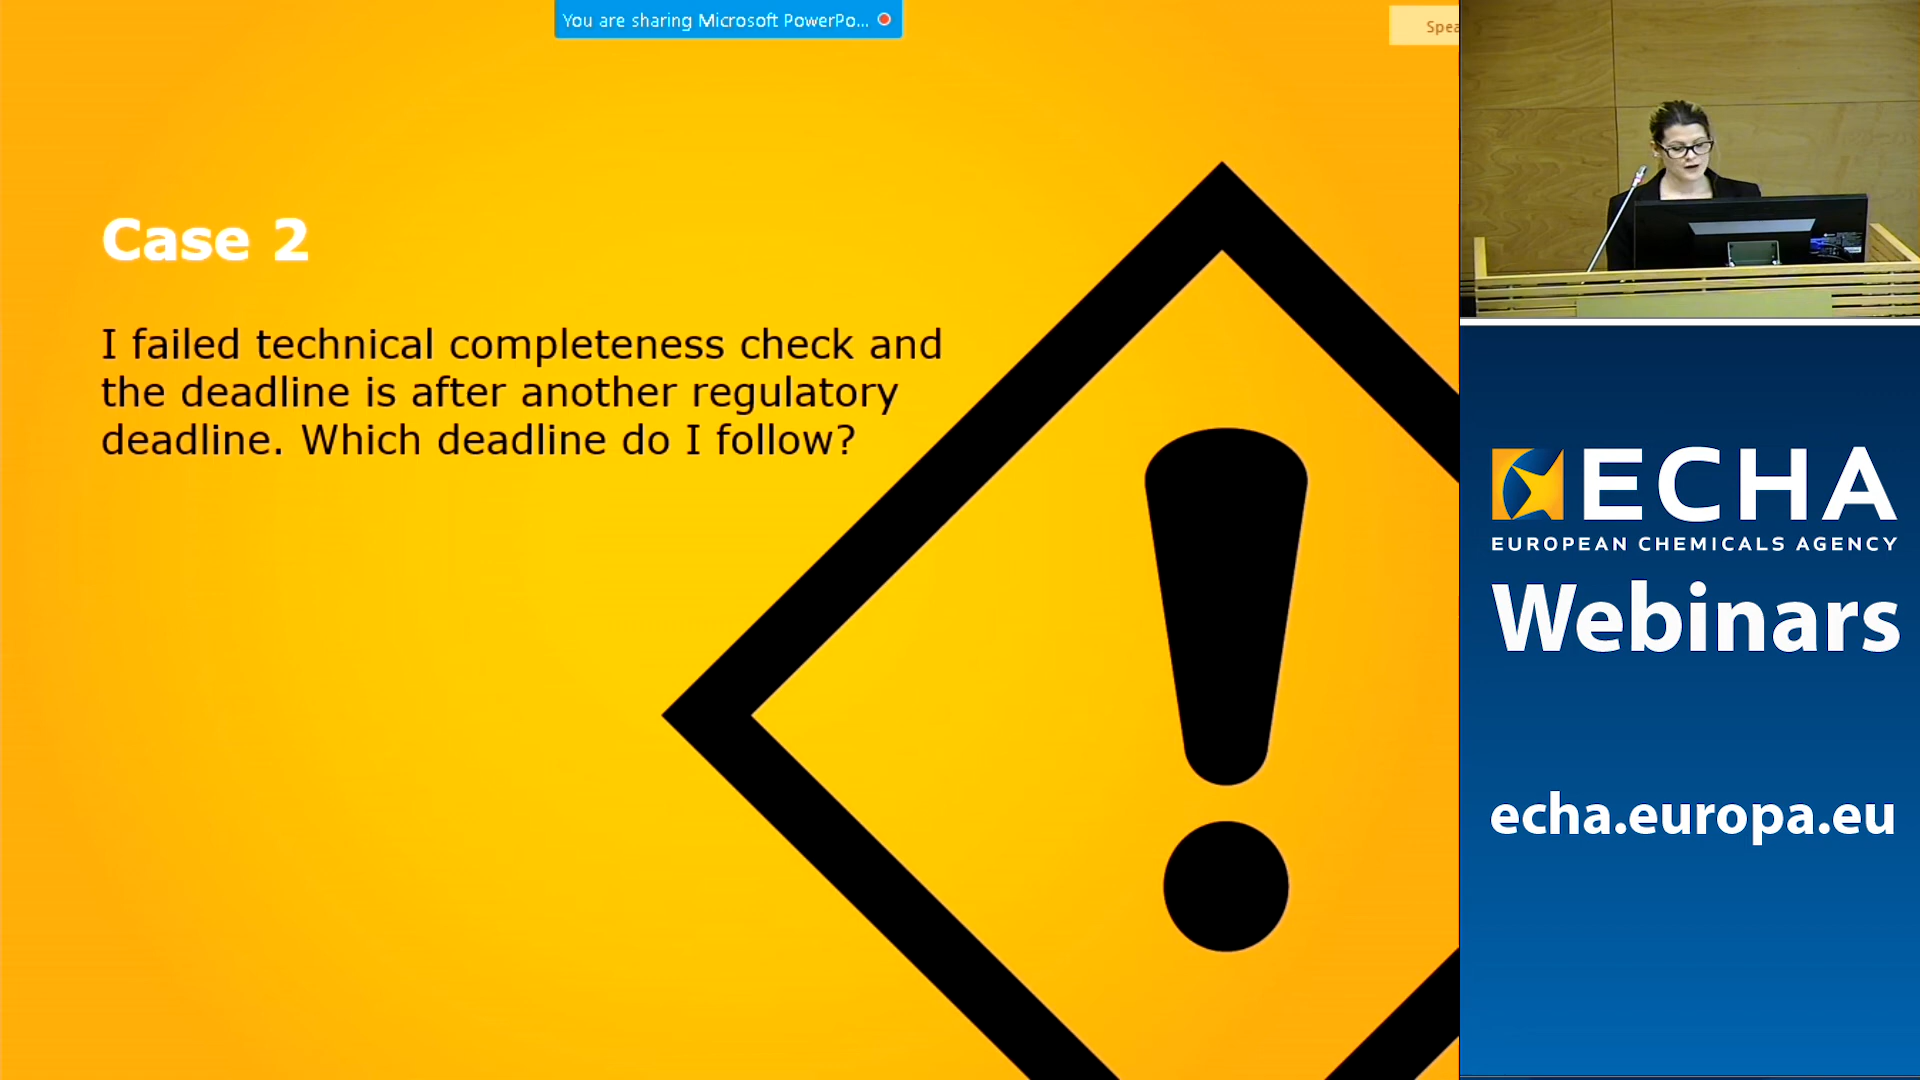 You are sharing Microsoft PowerPo...
Case 2
I failed technical completeness check and
the deadline is after another regulatory
deadline. Which deadline do I follow?
ECHA
EUROPEAN CHEMICALS AGENCY
Webinars
echa.europa.eu